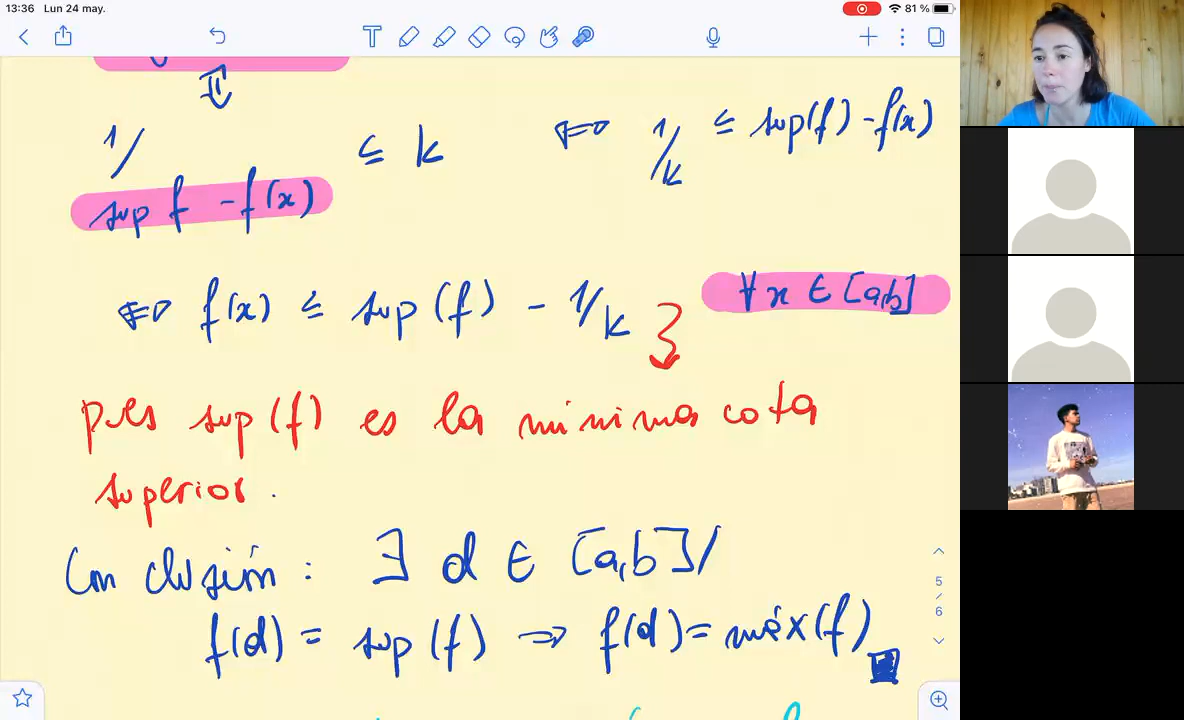 13:36 Lun 24 may. 81 %
1/ sup f - f(x) ≤ k ⇔ 1/k ≤ sup(f) - f(x)
⇔ f(x) ≤ sup(f) - 1/k ∀ x ∈ [a,b]
pues sup(f) es la mínima cota
superior.
Conclusión: ∃ d ∈ [a,b]/
f(d) = sup(f) ⇒ f(d) = máx(f)
5
/
6